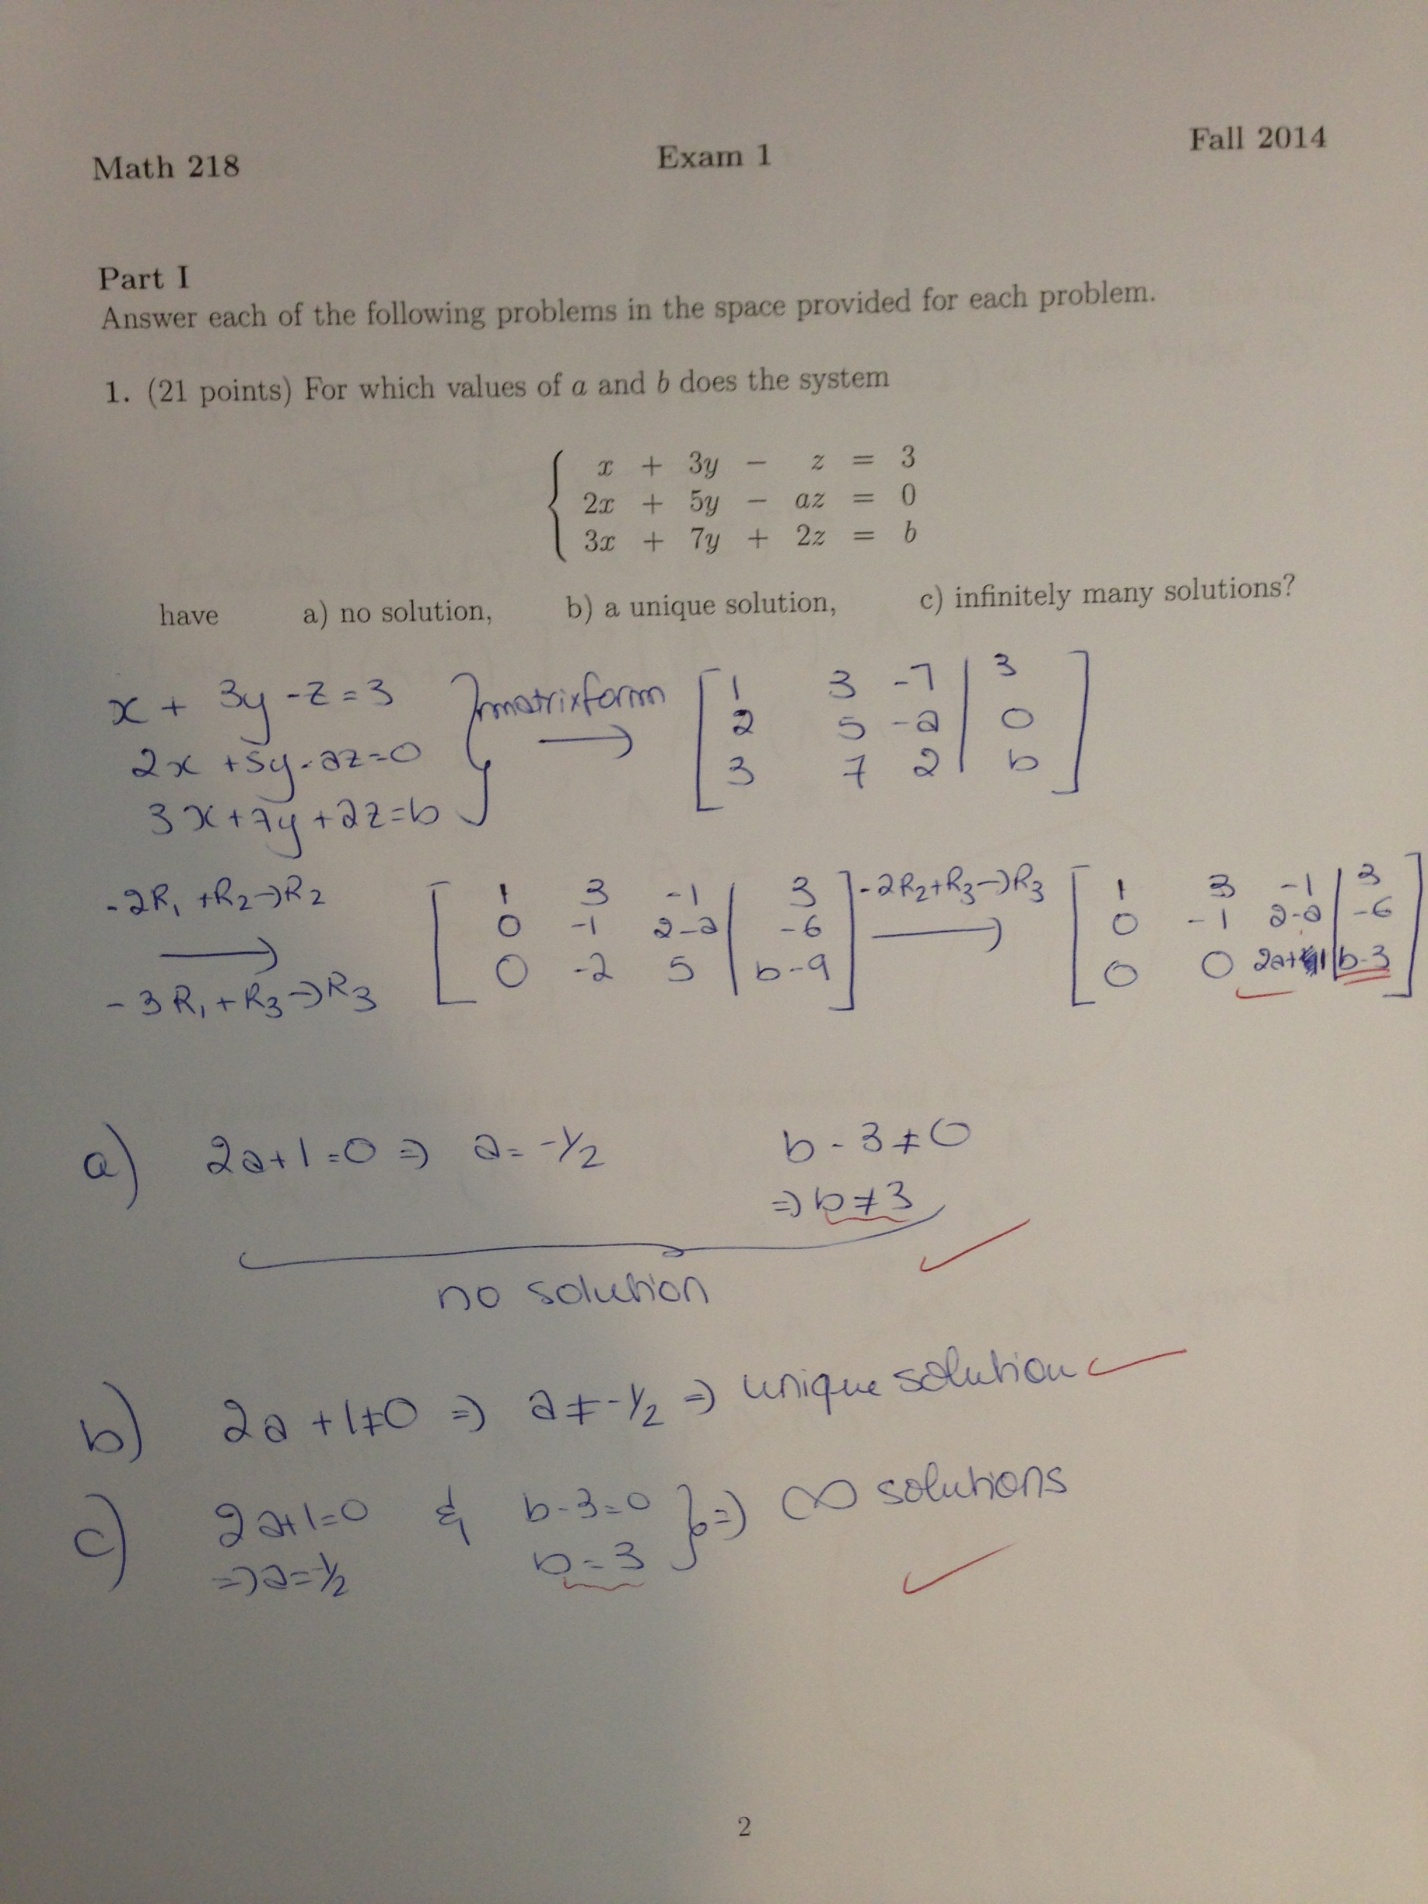 Math 218 Exam 1 Fall 2014
Part I
Answer each of the following problems in the space provided for each problem.
1. (21 points) For which values of a and b does the system
x + 3y − z = 3
2x + 5y − az = 0
3x + 7y + 2z = b
have a) no solution, b) a unique solution, c) infinitely many solutions?
x + 3y - z = 3
2x + 5y - az = 0
3x + 7y + 2z = b
} matrix form →
[ 1 3 -1 | 3
2 5 -a | 0
3 7 2 | b ]
-2R₁ + R₂ → R₂
-3R₁ + R₃ → R₃
[ 1 3 -1 | 3
0 -1 2-a | -6
0 -2 5 | b-9 ]
-2R₂ + R₃ → R₃
[ 1 3 -1 | 3
0 -1 2-a | -6
0 0 2a+1 | b-3 ]
a) 2a+1=0 ⇒ a = -1/2 b - 3 ≠ 0
⇒ b ≠ 3
no solution
b) 2a + 1 ≠ 0 ⇒ a ≠ -1/2 ⇒ unique solution
c) 2a+1=0 & b-3=0 } ⇒ ∞ solutions
⇒ a = -1/2 b = 3
2